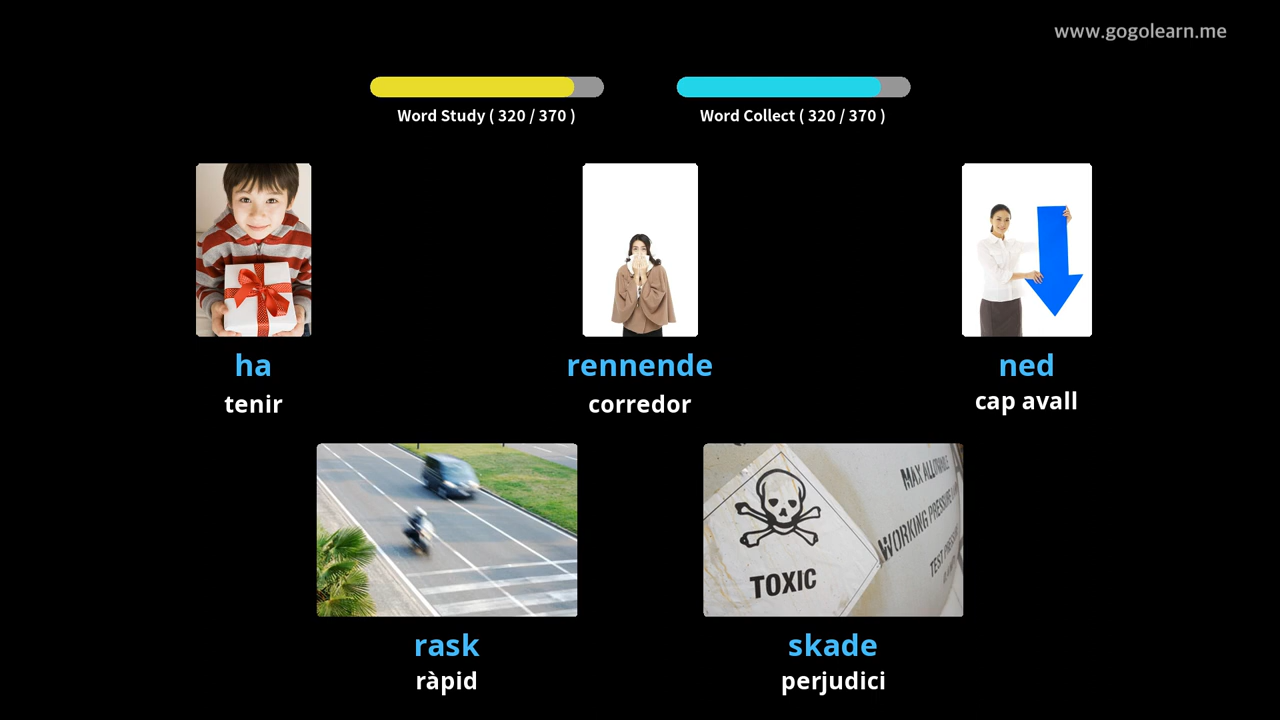 www.gogolearn.me
Word Study ( 320 / 370 )
Word Collect ( 320 / 370 )
ha
tenir
rennende
corredor
ned
cap avall
TOXIC
MAX ALLOWABLE
WORKING PRESSURE
rask
ràpid
skade
perjudici